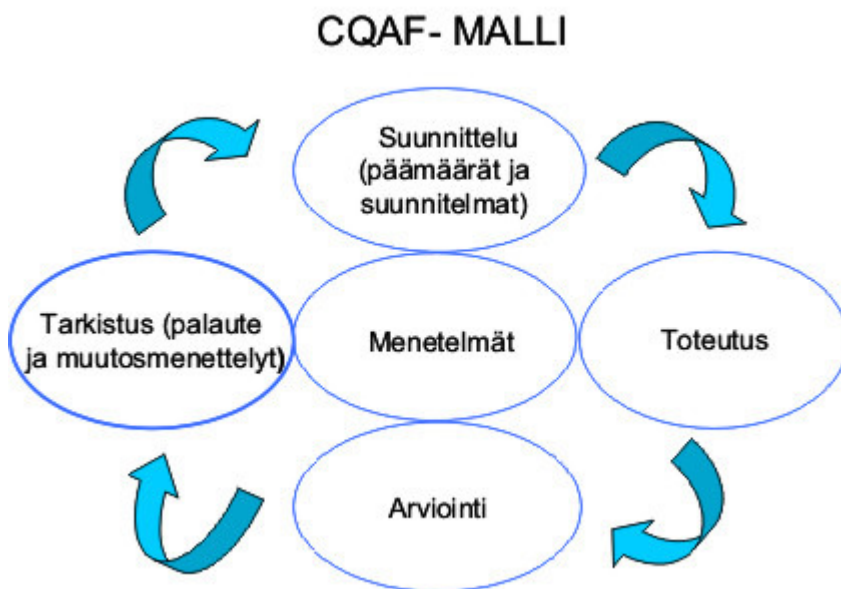 CQAF- MALLI
Suunnittelu
(päämäärät ja
suunnitelmat)
Tarkistus (palaute
ja muutosmenettelyt)
Menetelmät
Toteutus
Arviointi